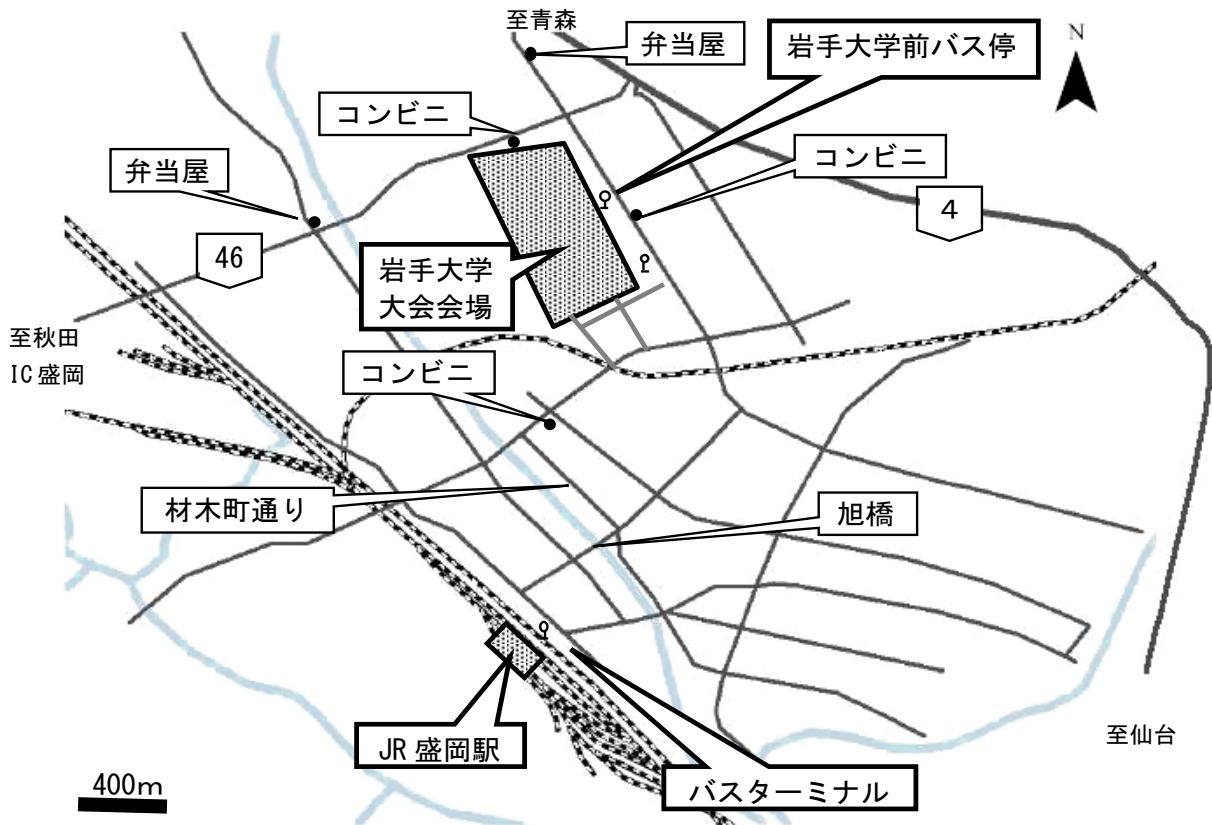 至青森
弁当屋
岩手大学前バス停
N
コンビニ
コンビニ
弁当屋
4
46
岩手大学
大会会場
至秋田
IC盛岡
コンビニ
材木町通り
旭橋
JR盛岡駅
至仙台
400m
バスターミナル